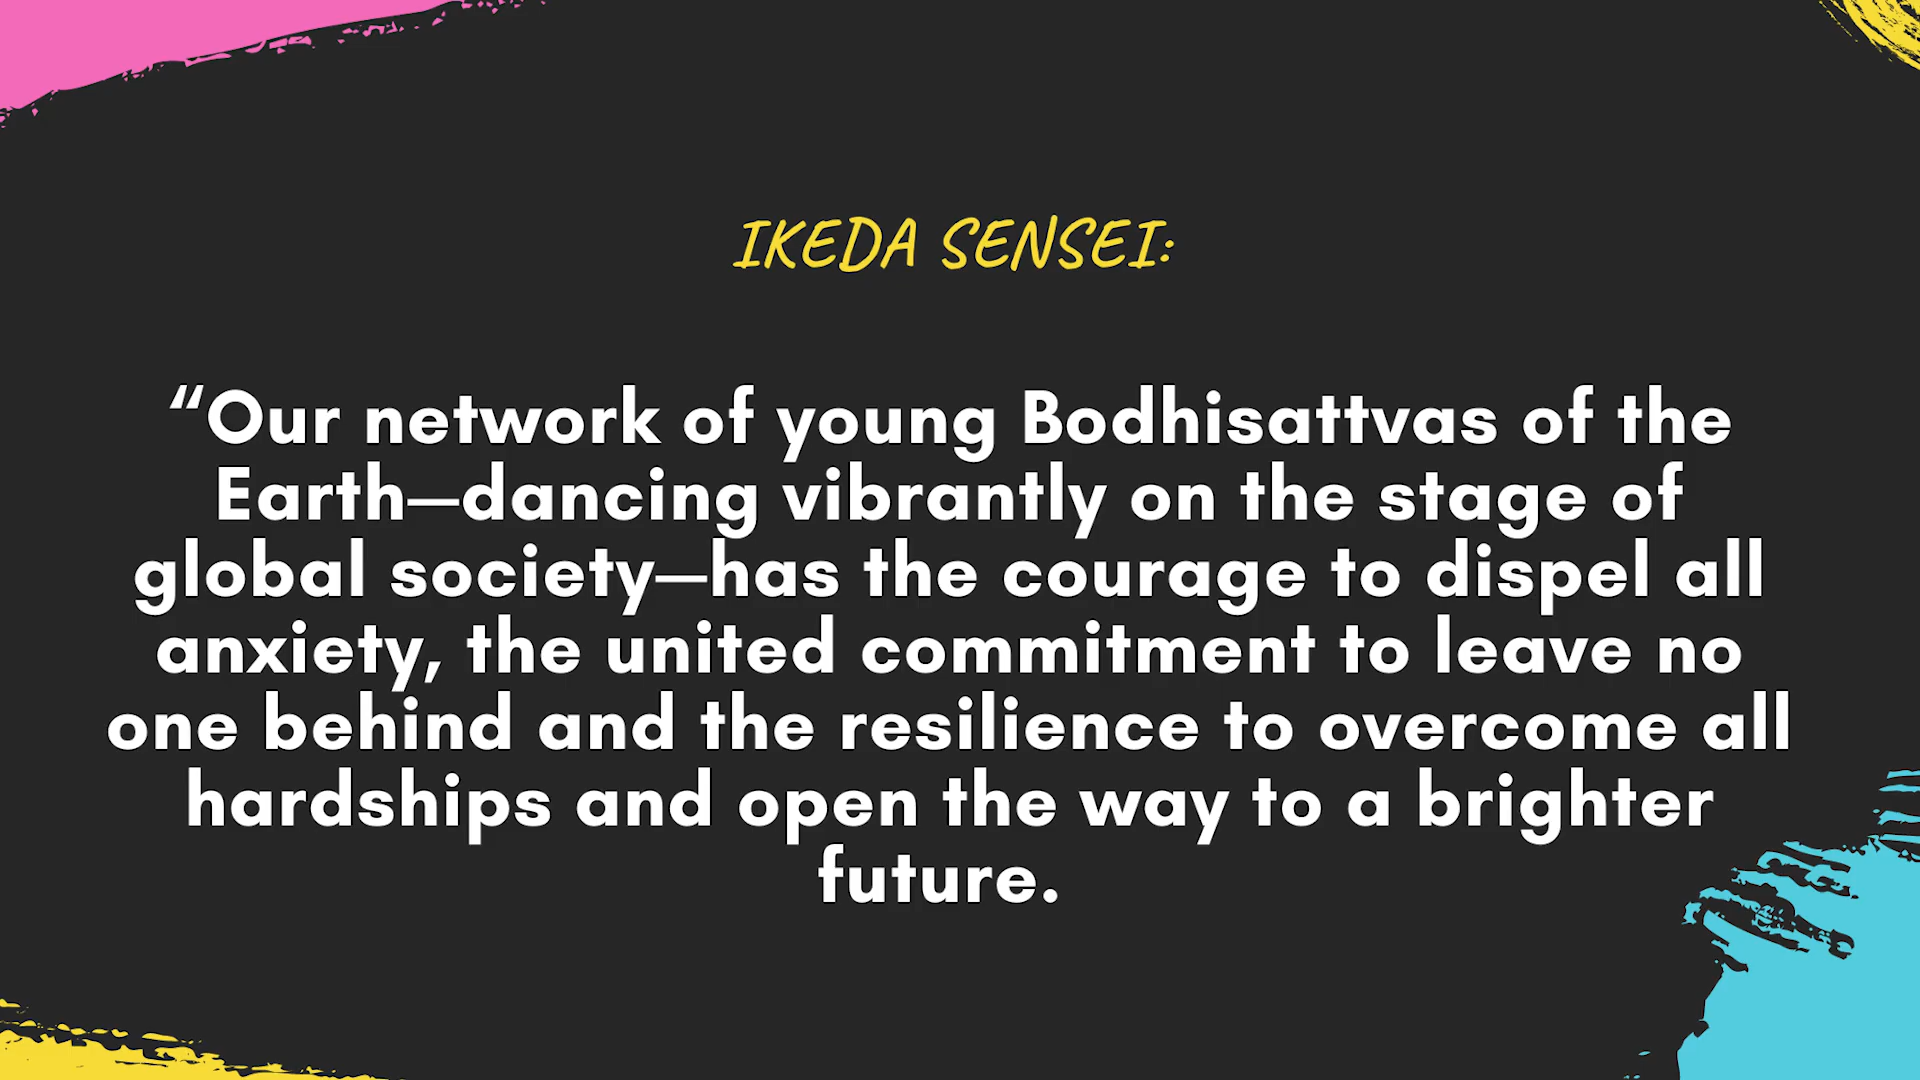 IKEDA SENSEI:
“Our network of young Bodhisattvas of the
Earth—dancing vibrantly on the stage of
global society—has the courage to dispel all
anxiety, the united commitment to leave no
one behind and the resilience to overcome all
hardships and open the way to a brighter
future.